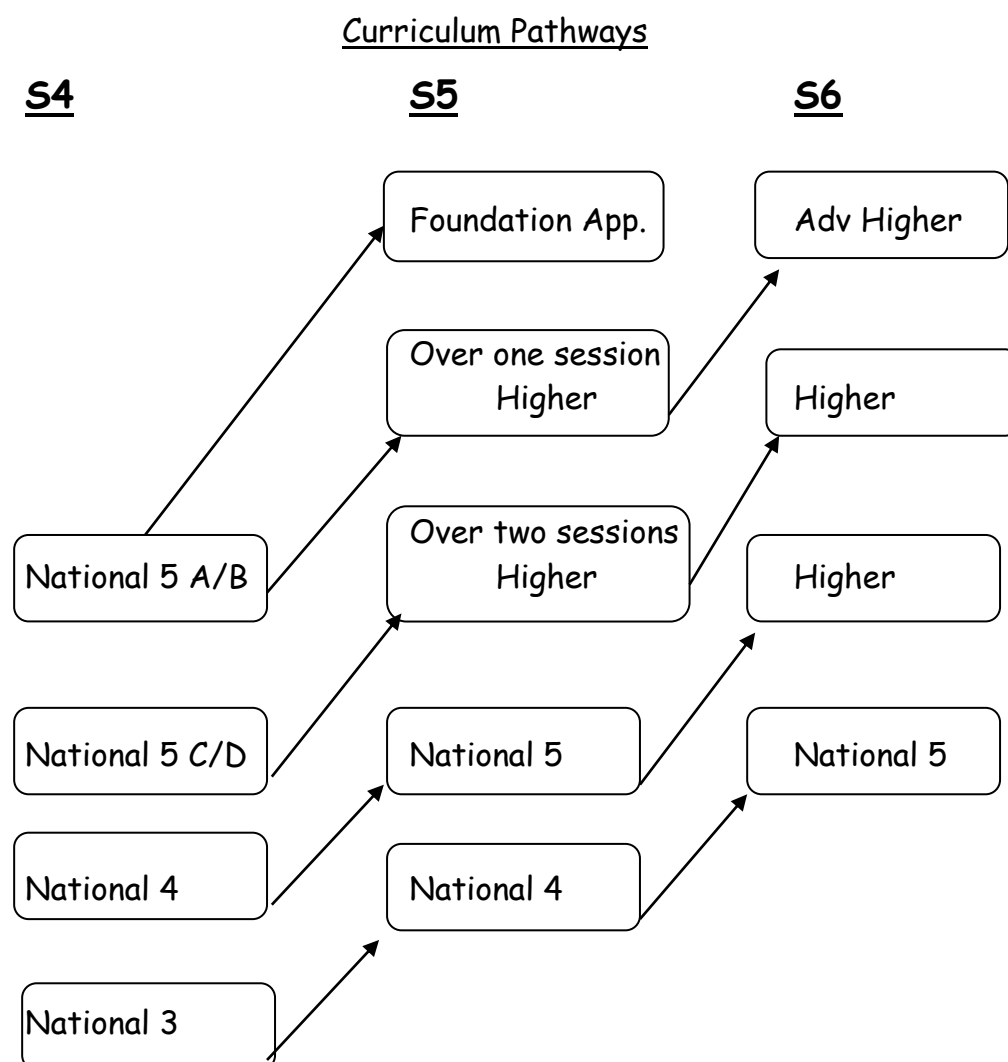 Curriculum Pathways
S4 S5 S6
Foundation App. Adv Higher
Over one session
Higher Higher
Over two sessions
National 5 A/B Higher Higher
National 5 C/D National 5 National 5
National 4 National 4
National 3